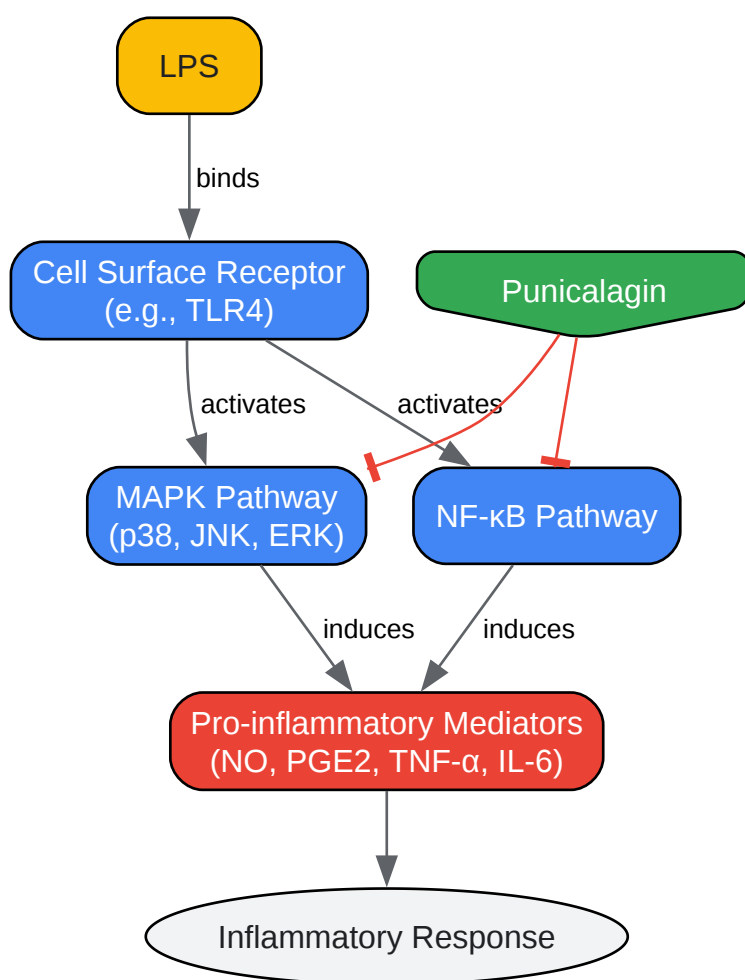 LPS
binds
Cell Surface Receptor
(e.g., TLR4)
Punicalagin
activates
activates
MAPK Pathway
(p38, JNK, ERK)
NF-κB Pathway
induces
induces
Pro-inflammatory Mediators
(NO, PGE2, TNF-α, IL-6)
Inflammatory Response